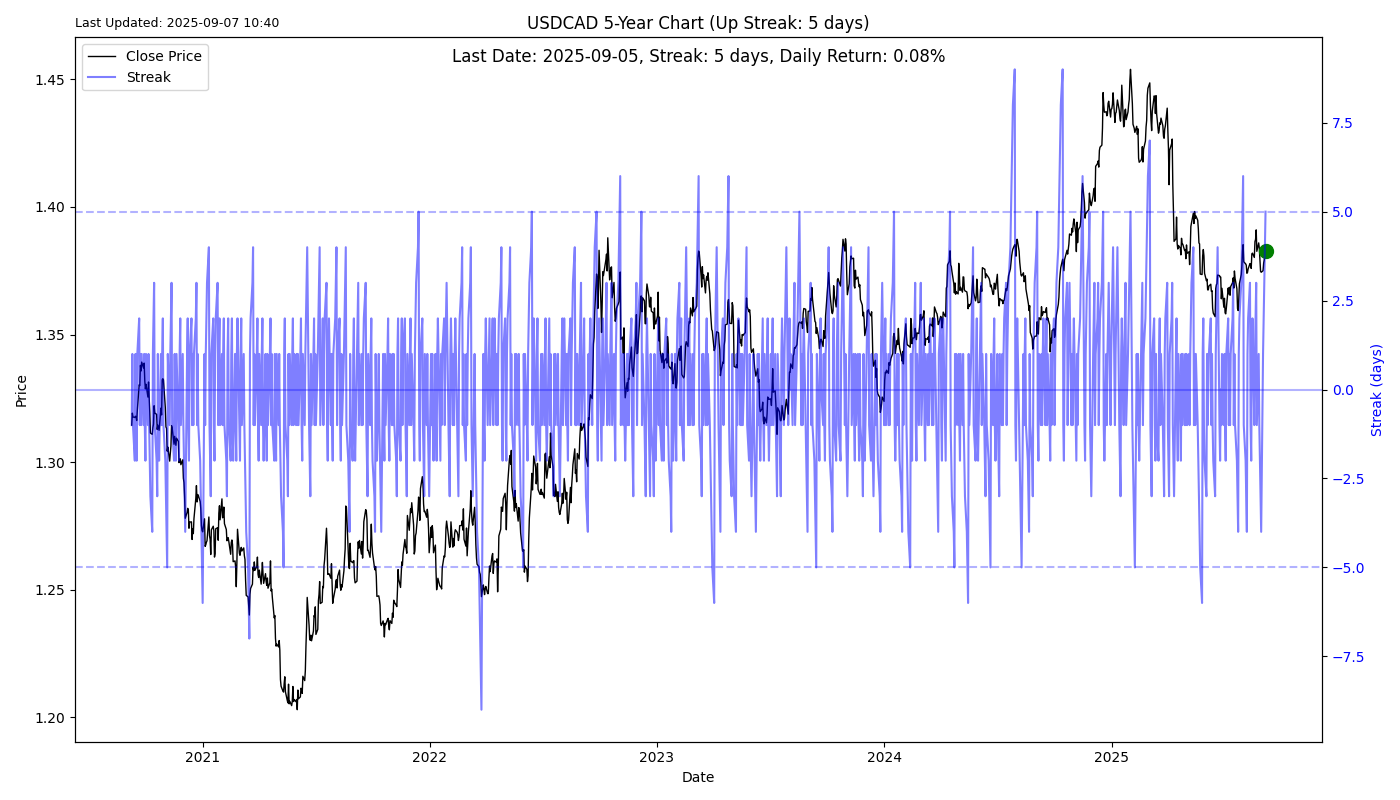 Last Updated: 2025-09-07 10:40
USDCAD 5-Year Chart (Up Streak: 5 days)
Last Date: 2025-09-05, Streak: 5 days, Daily Return: 0.08%
Close Price
Streak
1.45
1.40
1.35
1.30
1.25
1.20
Price
7.5
5.0
2.5
0.0
−2.5
−5.0
−7.5
Streak (days)
2021
2022
2023
2024
2025
Date